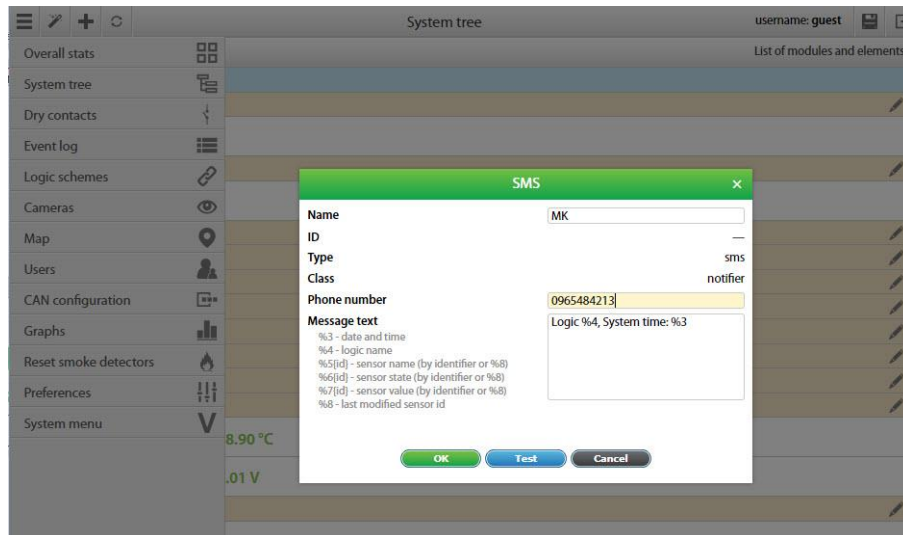 System tree
username: guest
Overall stats
List of modules and elements
System tree
Dry contacts
Event log
Logic schemes
Cameras
Map
Users
CAN configuration
Graphs
Reset smoke detectors
Preferences
System menu
8.90 °C
.01 V
SMS
Name MK
ID —
Type sms
Class notifier
Phone number 0965484213
Message text Logic %4, System time: %3
%3 - date and time
%4 - logic name
%5(id) - sensor name (by identifier or %8)
%6(id) - sensor state (by identifier or %8)
%7(id) - sensor value (by identifier or %8)
%8 - last modified sensor id
OK Test Cancel